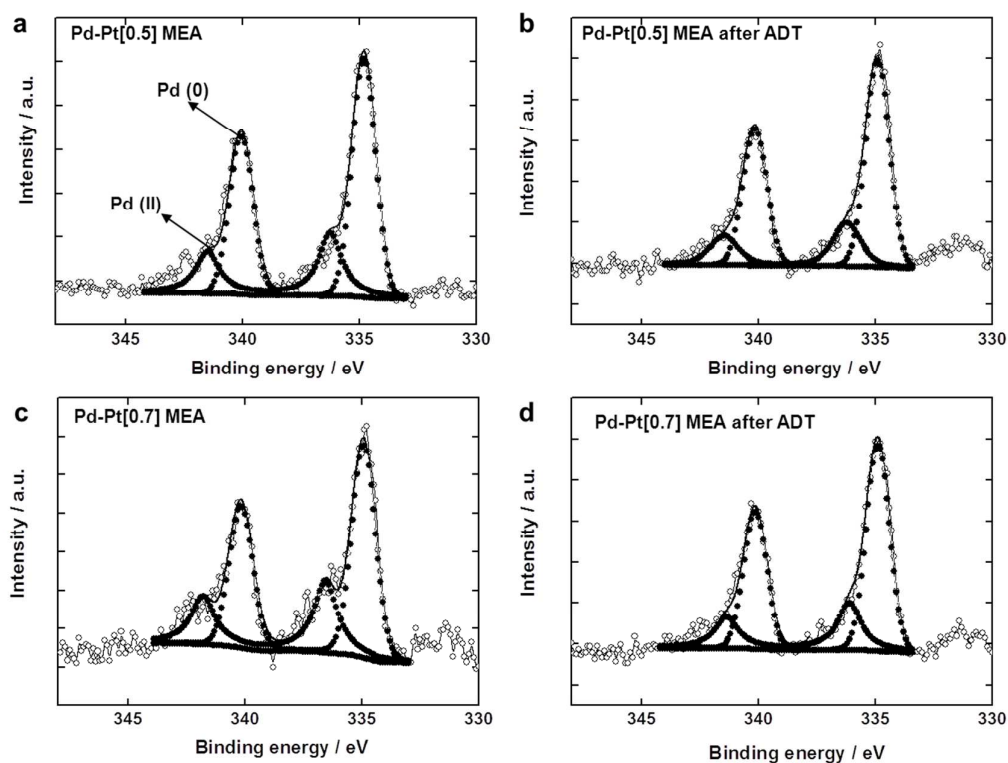 a
Pd-Pt[0.5] MEA
Pd (0)
Pd (II)
Intensity / a.u.
345 340 335 330
Binding energy / eV
b
Pd-Pt[0.5] MEA after ADT
Intensity / a.u.
345 340 335 330
Binding energy / eV
c
Pd-Pt[0.7] MEA
Intensity / a.u.
345 340 335 330
Binding energy / eV
d
Pd-Pt[0.7] MEA after ADT
Intensity / a.u.
345 340 335 330
Binding energy / eV